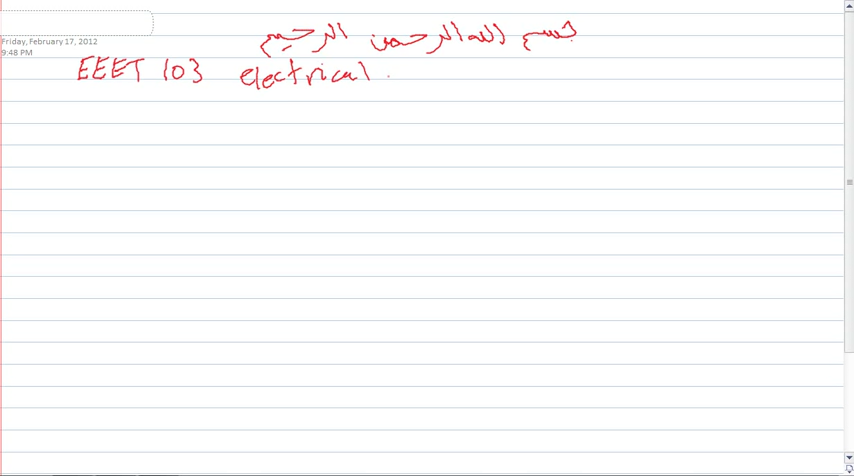 Friday, February 17, 2012
9:48 PM
بسم الله الرحمن الرحيم
EEET 103 electrical